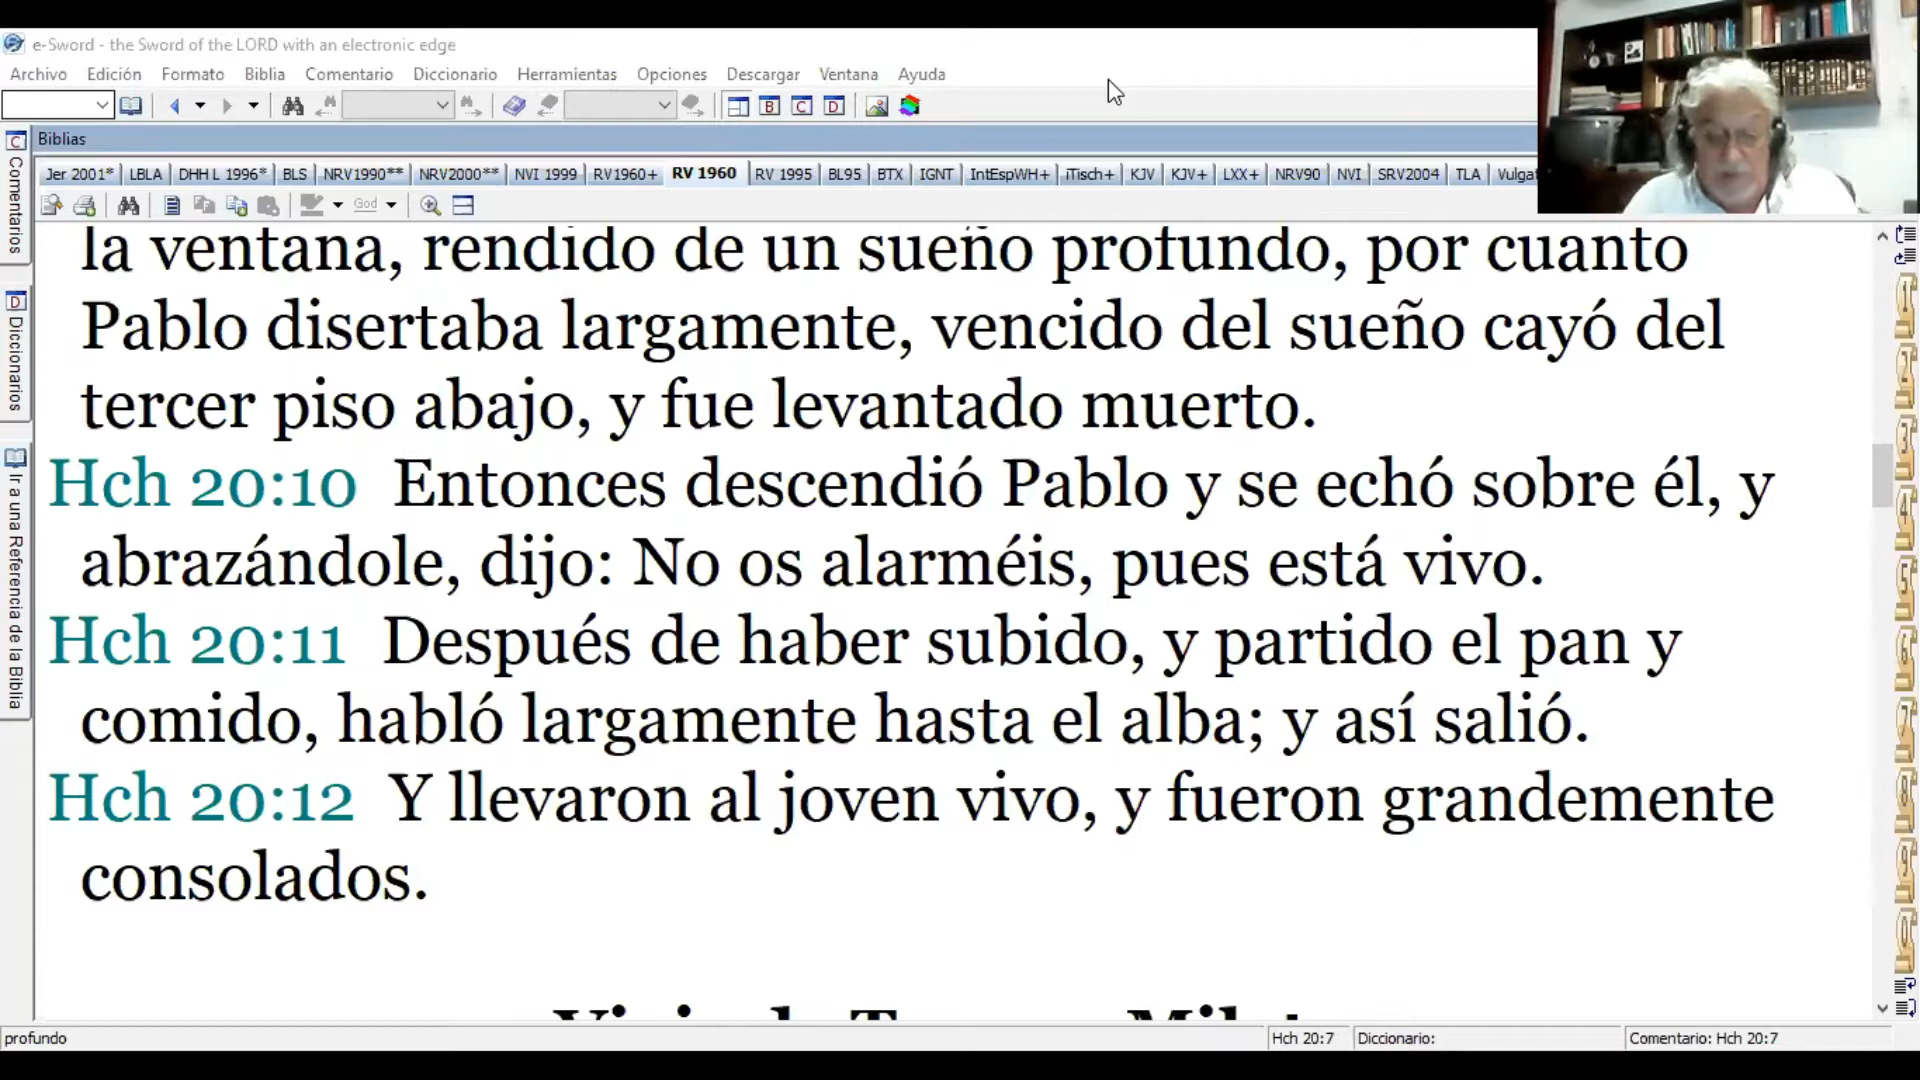 e-Sword - the Sword of the LORD with an electronic edge
Archivo Edición Formato Biblia Comentario Diccionario Herramientas Opciones Descargar Ventana Ayuda
B C D
C Comentarios
Biblias
Jer 2001* LBLA DHH L 1996* BLS NRV1990** NRV2000** NVI 1999 RV1960+ RV 1960 RV 1995 BL95 BTX IGNT IntEspWH+ iTisch+ KJV KJV+ LXX+ NRV90 NVI SRV2004 TLA Vulgat
God
D Diccionarios
Ir a una Referencia de la Biblia
la ventana, rendido de un sueño profundo, por cuanto
Pablo disertaba largamente, vencido del sueño cayó del
tercer piso abajo, y fue levantado muerto.
Hch 20:10 Entonces descendió Pablo y se echó sobre él, y
abrazándole, dijo: No os alarméis, pues está vivo.
Hch 20:11 Después de haber subido, y partido el pan y
comido, habló largamente hasta el alba; y así salió.
Hch 20:12 Y llevaron al joven vivo, y fueron grandemente
consolados.
profundo Hch 20:7 Diccionario: Comentario: Hch 20:7